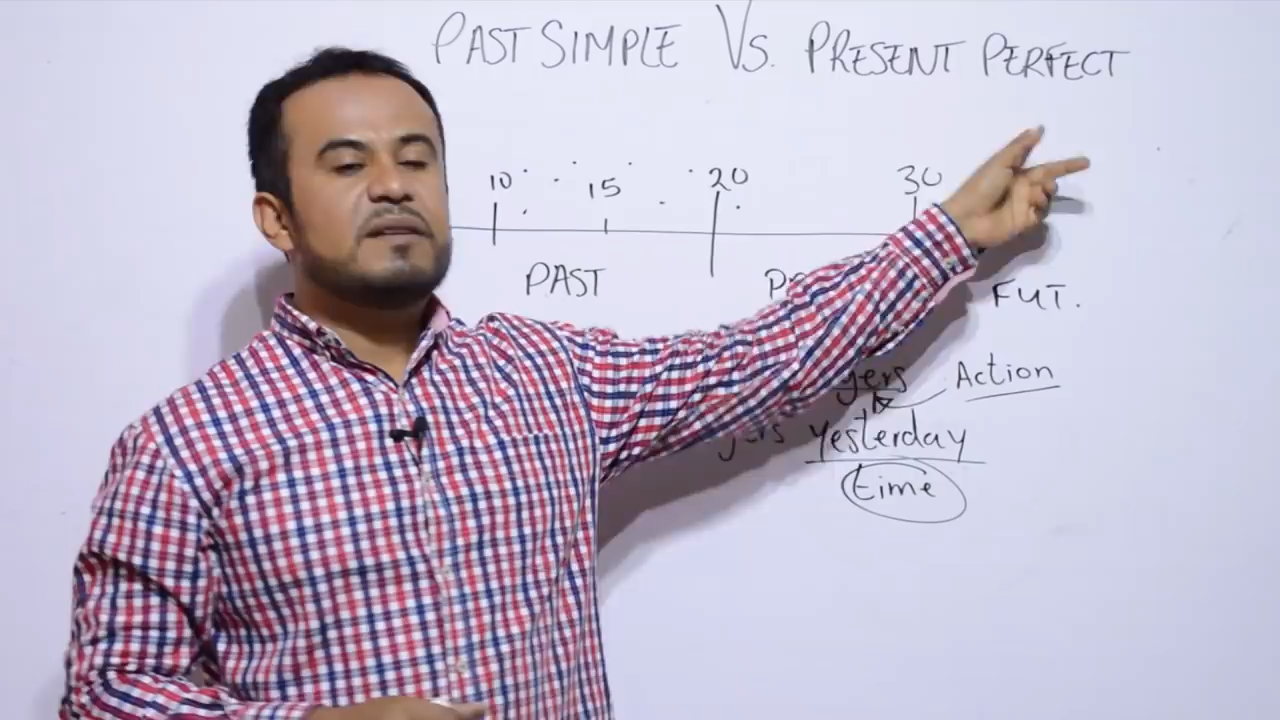 PAST SIMPLE Vs. PRESENT PERFECT
10 15 20 30
PAST FUT.
Action
yesterday
time